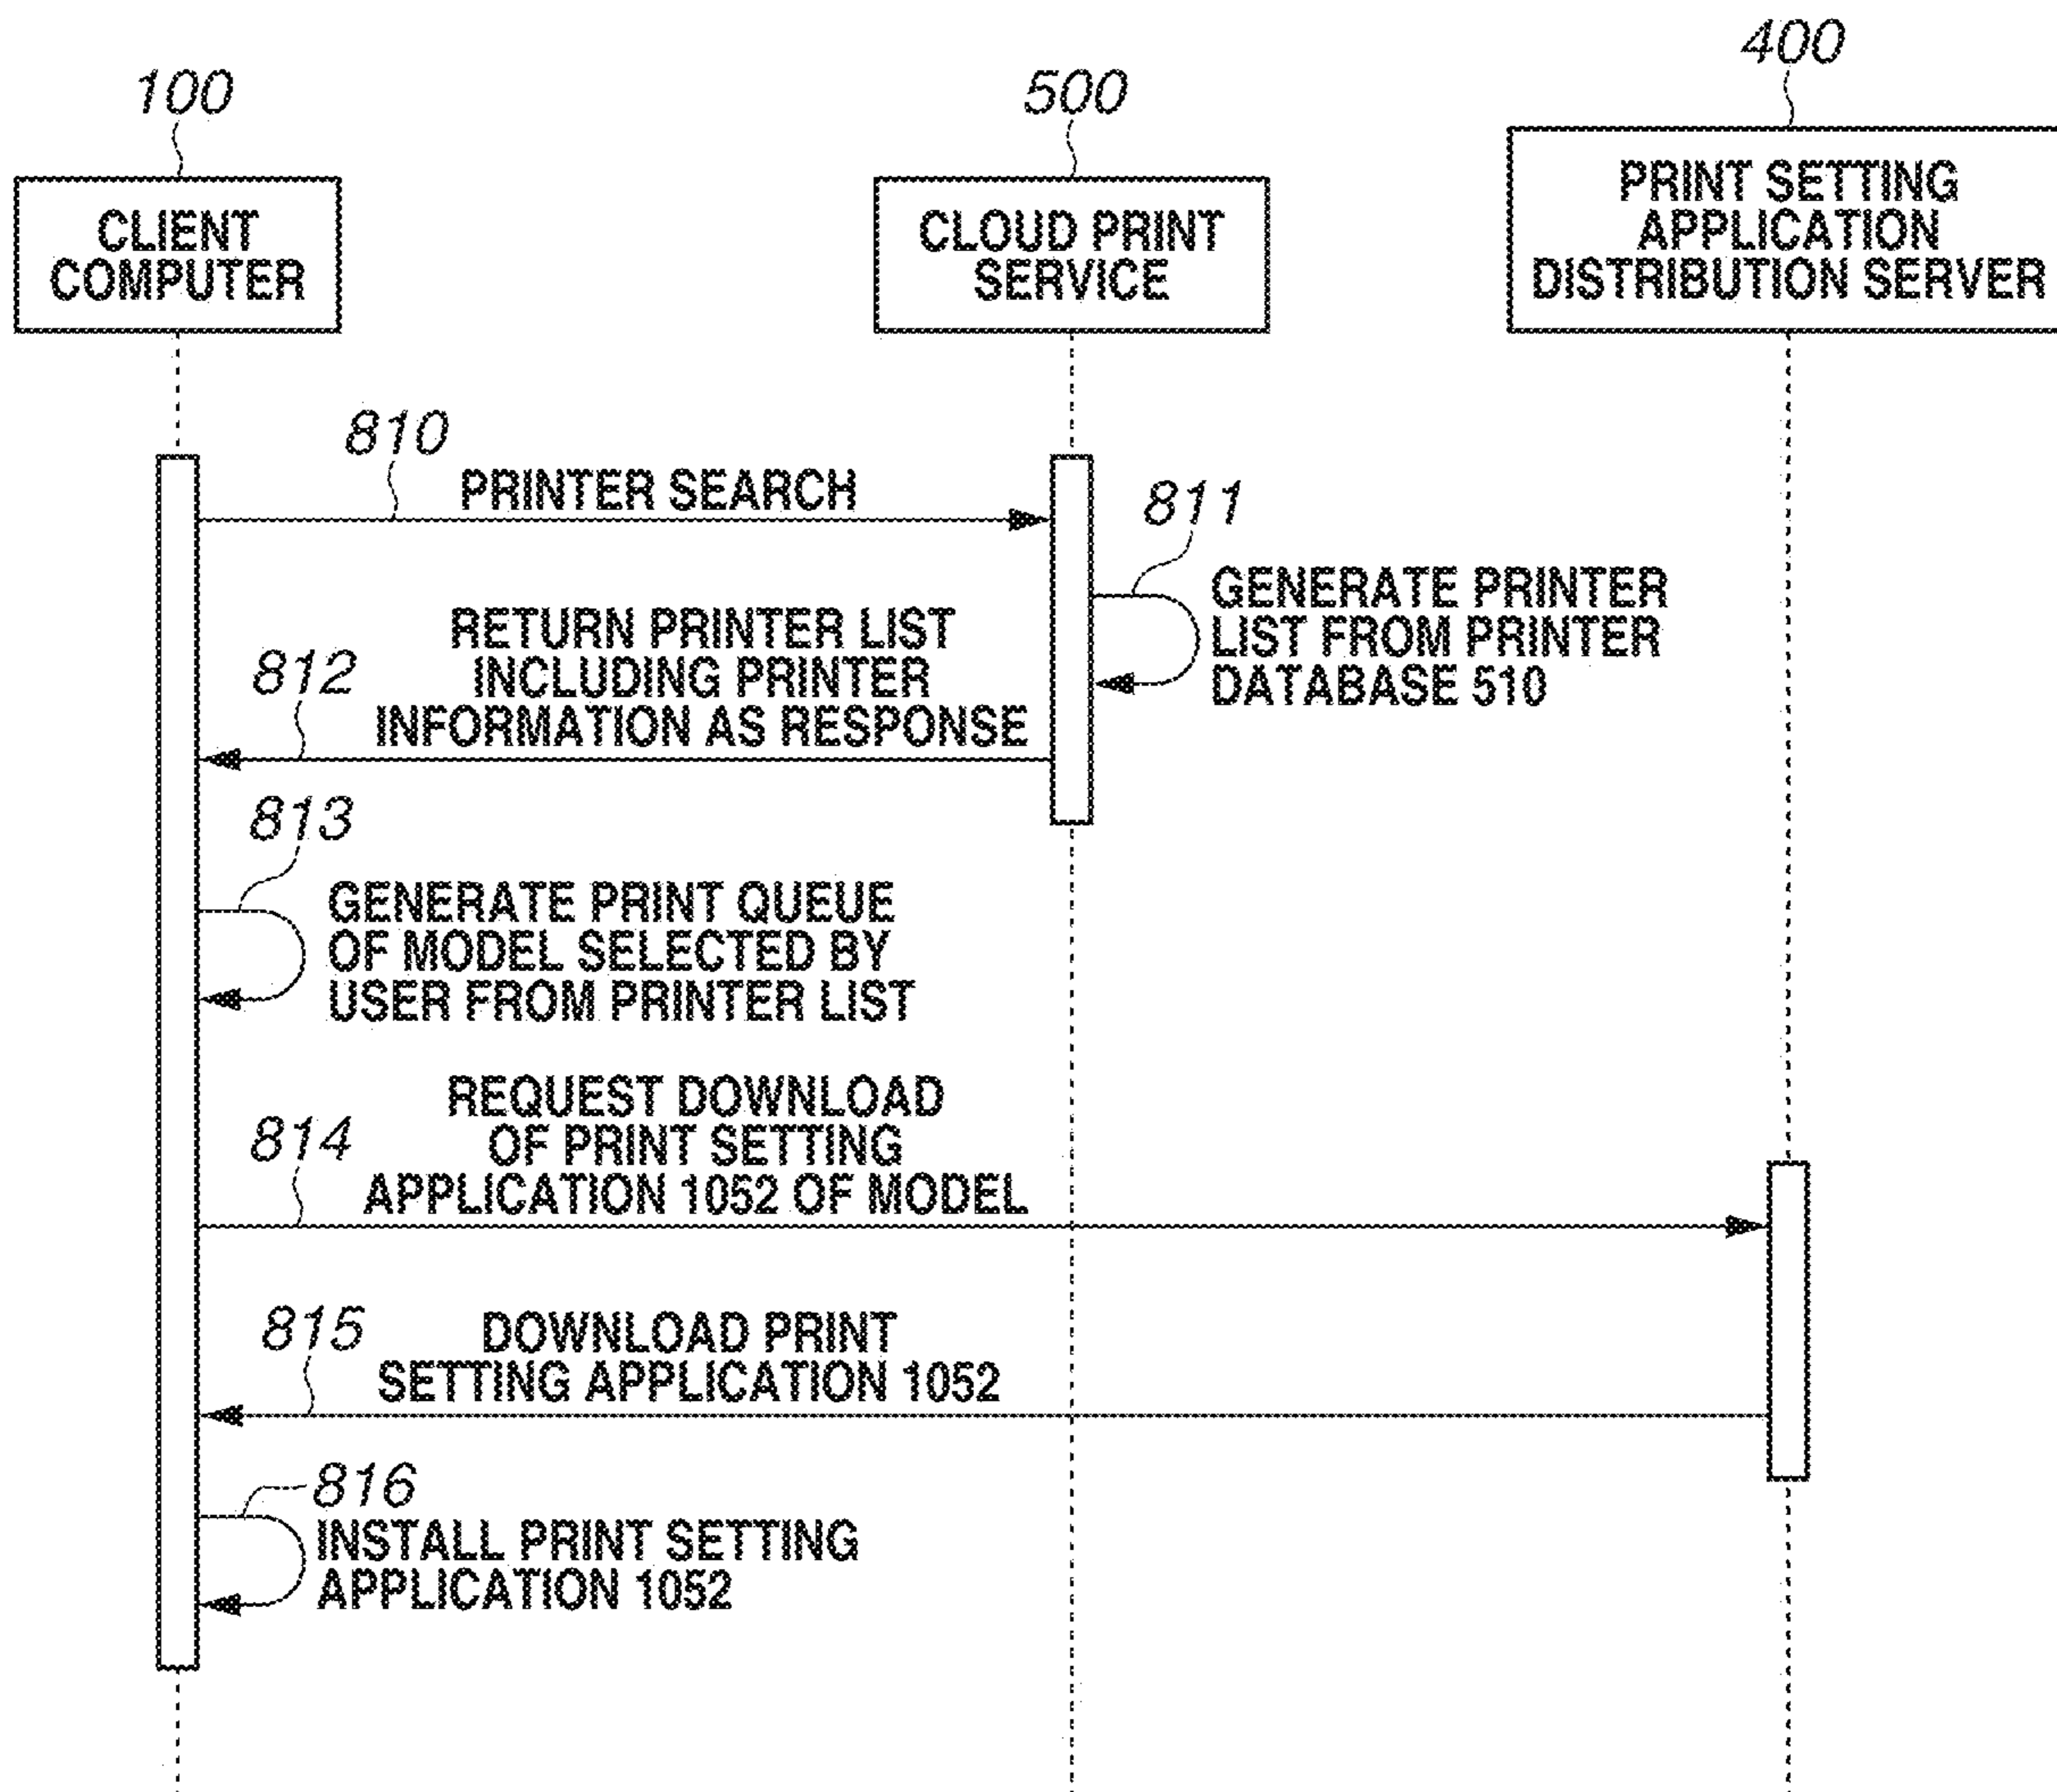 100
500
400
CLIENT
COMPUTER
CLOUD PRINT
SERVICE
PRINT SETTING
APPLICATION
DISTRIBUTION SERVER
810
PRINTER SEARCH
811
GENERATE PRINTER
LIST FROM PRINTER
DATABASE 510
812
RETURN PRINTER LIST
INCLUDING PRINTER
INFORMATION AS RESPONSE
813
GENERATE PRINT QUEUE
OF MODEL SELECTED BY
USER FROM PRINTER LIST
814
REQUEST DOWNLOAD
OF PRINT SETTING
APPLICATION 1052 OF MODEL
815
DOWNLOAD PRINT
SETTING APPLICATION 1052
816
INSTALL PRINT SETTING
APPLICATION 1052